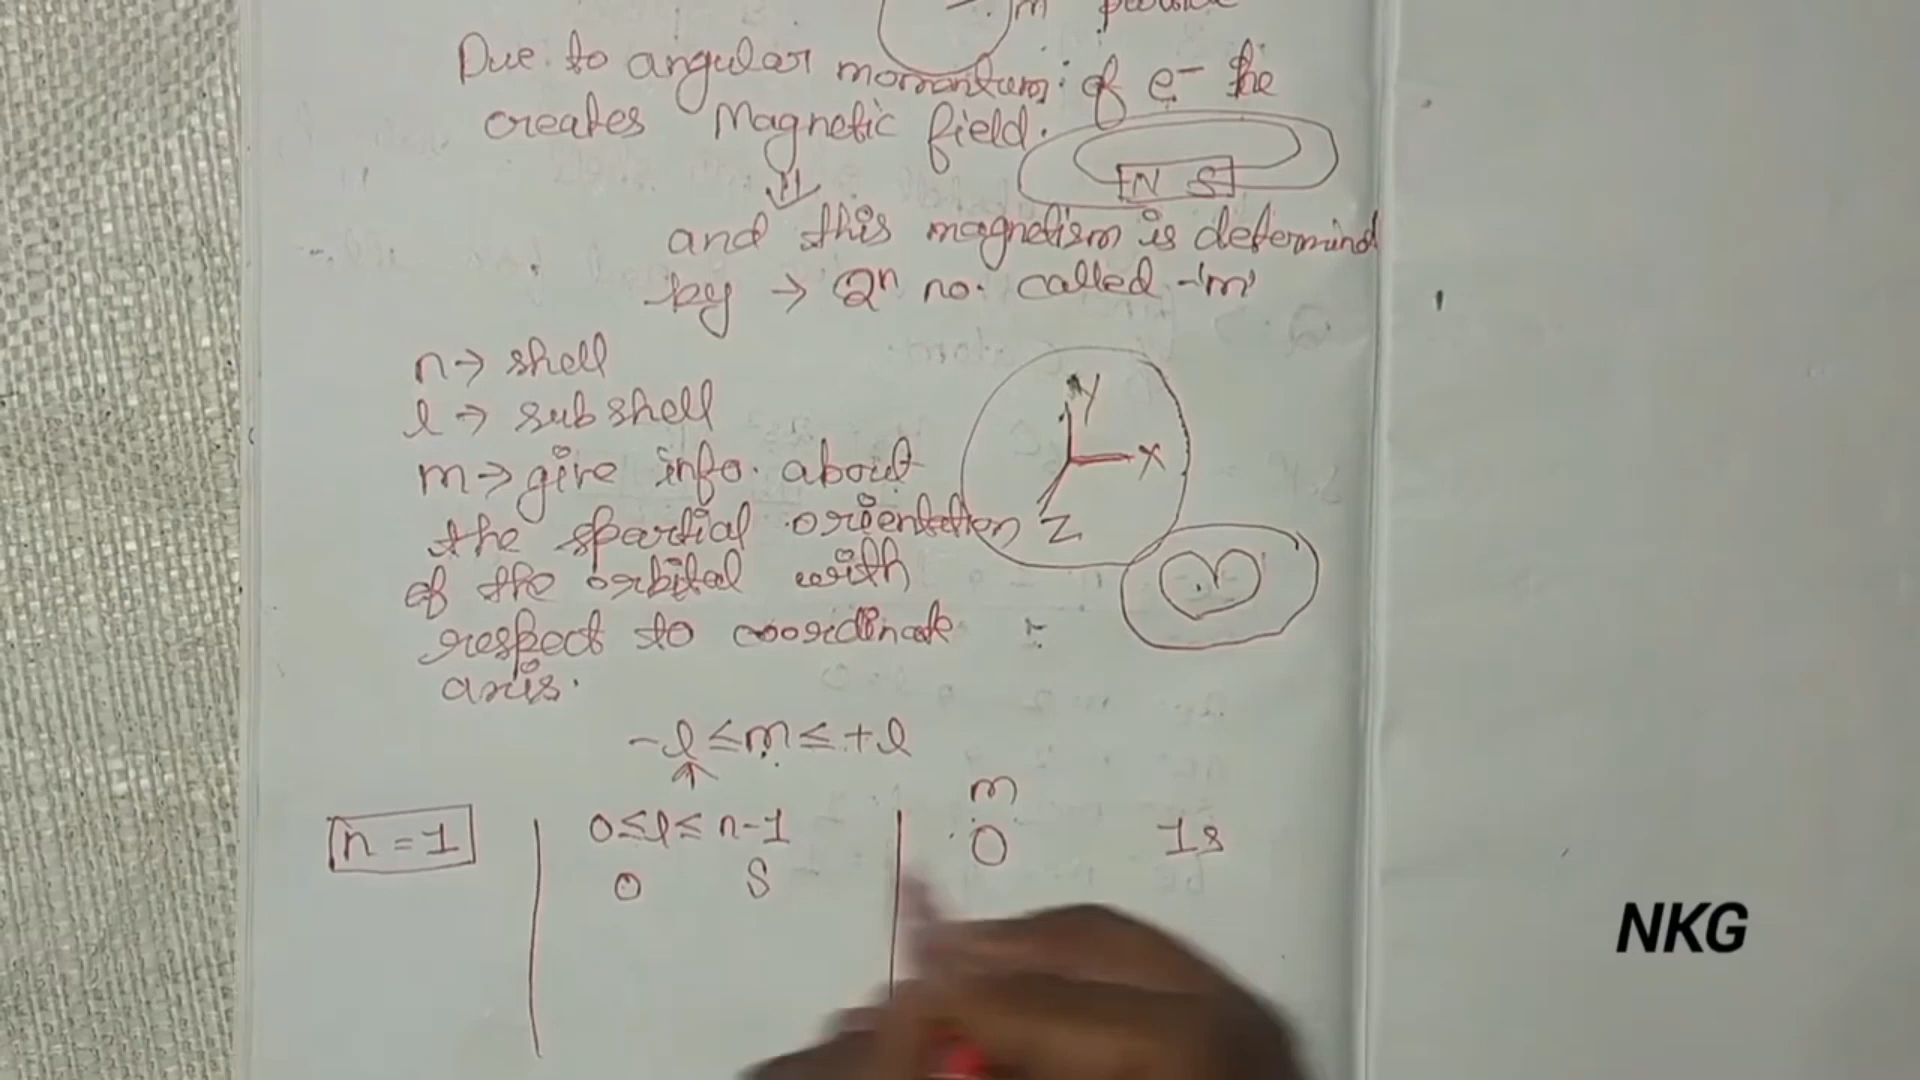 m
Due to angular momentum of e- the
creates Magnetic field.
N S
and this magnetism is determind
by → Qn no. called -'m'
n → shell
l → subshell
m → give info. about
the spartial orientation
of the orbital with
respect to coordinate
axis.
Y
X
Z
-l ≤ m ≤ +l
m
n = 1
0 ≤ l ≤ n-1
0
1s
0 s
NKG